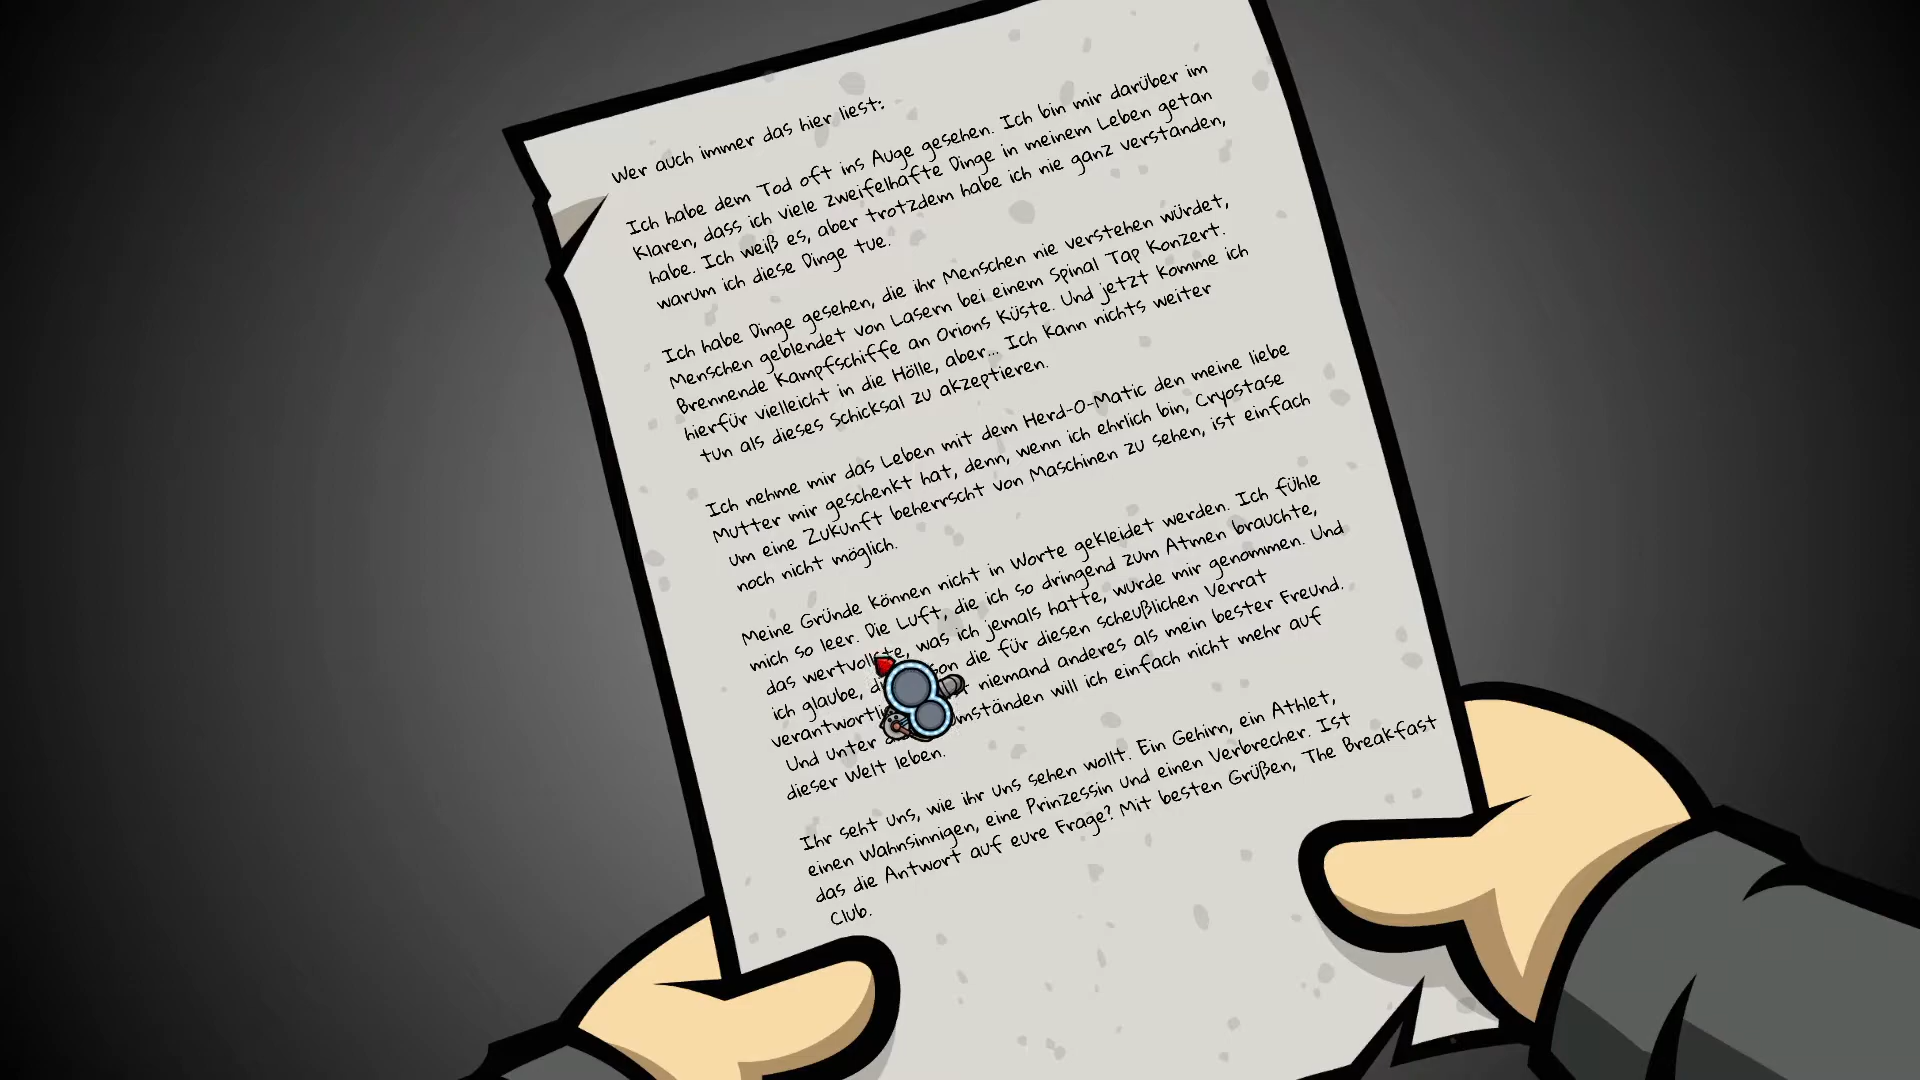 Wer auch immer das hier liest:
Ich habe dem Tod oft ins Auge gesehen. Ich bin mir darüber im
Klaren, dass ich viele zweifelhafte Dinge in meinem Leben getan
habe. Ich weiß es, aber trotzdem habe ich nie ganz verstanden,
warum ich diese Dinge tue.
Ich habe Dinge gesehen, die ihr Menschen nie verstehen würdet,
Menschen geblendet von Lasern bei einem Spinal Tap Konzert.
Brennende Kampfschiffe an Orions Küste. Und jetzt komme ich
hierfür vielleicht in die Hölle, aber... Ich kann nichts weiter
tun als dieses Schicksal zu akzeptieren.
Ich nehme mir das Leben mit dem Herd-O-Matic den meine liebe
Mutter mir geschenkt hat, denn, wenn ich ehrlich bin, Cryostase
um eine Zukunft beherrscht von Maschinen zu sehen, ist einfach
noch nicht möglich.
Meine Gründe können nicht in Worte gekleidet werden. Ich fühle
mich so leer. Die Luft, die ich so dringend zum Atmen brauchte,
das wertvollste, was ich jemals hatte, wurde mir genommen. Und
ich glaube, die für diesen scheußlichen Verrat
niemand anderes als mein bester Freund.
Und unter will ich einfach nicht mehr auf
dieser Welt leben.
Ihr seht uns, wie ihr uns sehen wollt. Ein Gehirn, ein Athlet,
einen Wahnsinnigen, eine Prinzessin und einen Verbrecher. Ist
das die Antwort auf eure Frage? Mit besten Grüßen, The Breakfast
Club.